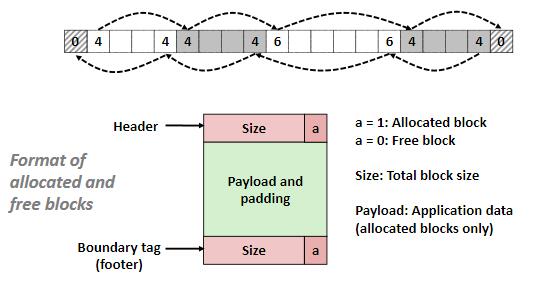 0 4 4 4 4 6 6 4 4 0
Header
Size a
a = 1: Allocated block
a = 0: Free block
Format of
allocated and
free blocks
Payload and
padding
Size: Total block size
Payload: Application data
(allocated blocks only)
Boundary tag
(footer)
Size a